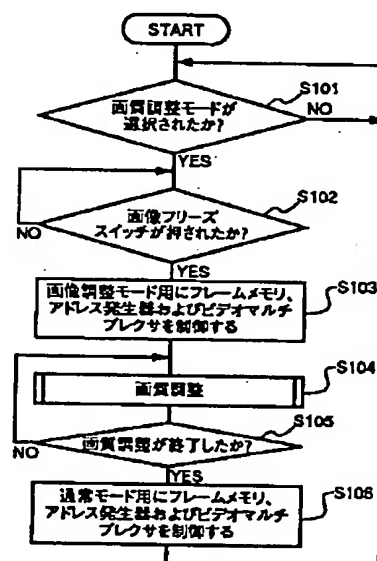 START
S101
画質調整モードが
選択されたか?
NO
YES
S102
画像フリーズ
スイッチが押されたか?
NO
YES
S103
画像調整モード用にフレームメモリ、
アドレス発生器およびビデオマルチ
プレクサを制御する
S104
画質調整
S105
画質調整が終了したか?
NO
YES
S106
通常モード用にフレームメモリ、
アドレス発生器およびビデオマルチ
プレクサを制御する